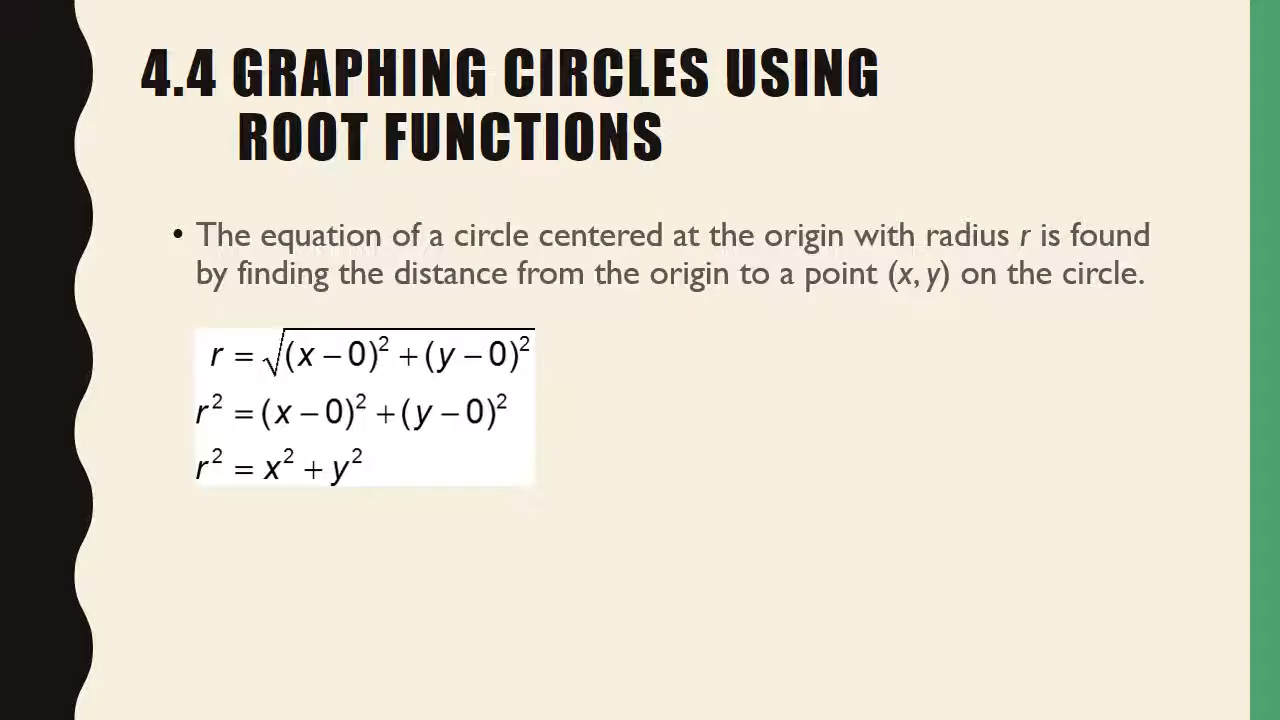 4.4 GRAPHING CIRCLES USING
ROOT FUNCTIONS
• The equation of a circle centered at the origin with radius r is found
by finding the distance from the origin to a point (x, y) on the circle.
r = √((x − 0)² + (y − 0)²)
r² = (x − 0)² + (y − 0)²
r² = x² + y²